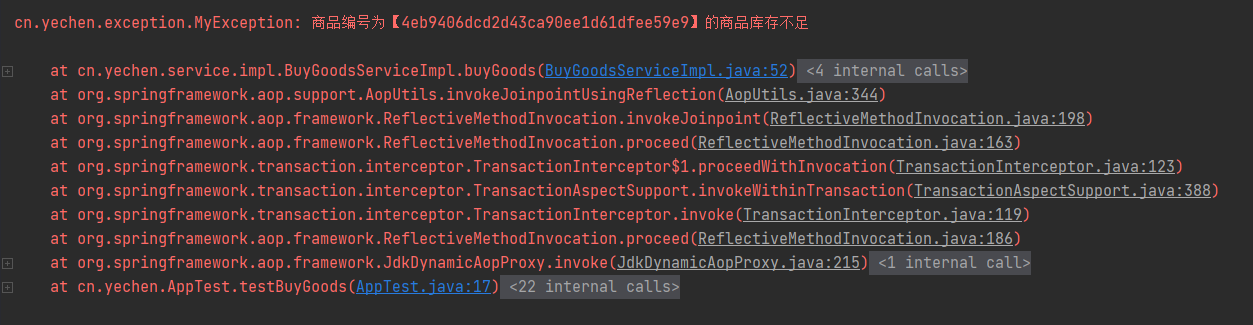 cn.yechen.exception.MyException: 商品编号为【4eb9406dcd2d43ca90ee1d61dfee59e9】的商品库存不足
at cn.yechen.service.impl.BuyGoodsServiceImpl.buyGoods(BuyGoodsServiceImpl.java:52) <4 internal calls>
at org.springframework.aop.support.AopUtils.invokeJoinpointUsingReflection(AopUtils.java:344)
at org.springframework.aop.framework.ReflectiveMethodInvocation.invokeJoinpoint(ReflectiveMethodInvocation.java:198)
at org.springframework.aop.framework.ReflectiveMethodInvocation.proceed(ReflectiveMethodInvocation.java:163)
at org.springframework.transaction.interceptor.TransactionInterceptor$1.proceedWithInvocation(TransactionInterceptor.java:123)
at org.springframework.transaction.interceptor.TransactionAspectSupport.invokeWithinTransaction(TransactionAspectSupport.java:388)
at org.springframework.transaction.interceptor.TransactionInterceptor.invoke(TransactionInterceptor.java:119)
at org.springframework.aop.framework.ReflectiveMethodInvocation.proceed(ReflectiveMethodInvocation.java:186)
at org.springframework.aop.framework.JdkDynamicAopProxy.invoke(JdkDynamicAopProxy.java:215) <1 internal call>
at cn.yechen.AppTest.testBuyGoods(AppTest.java:17) <22 internal calls>